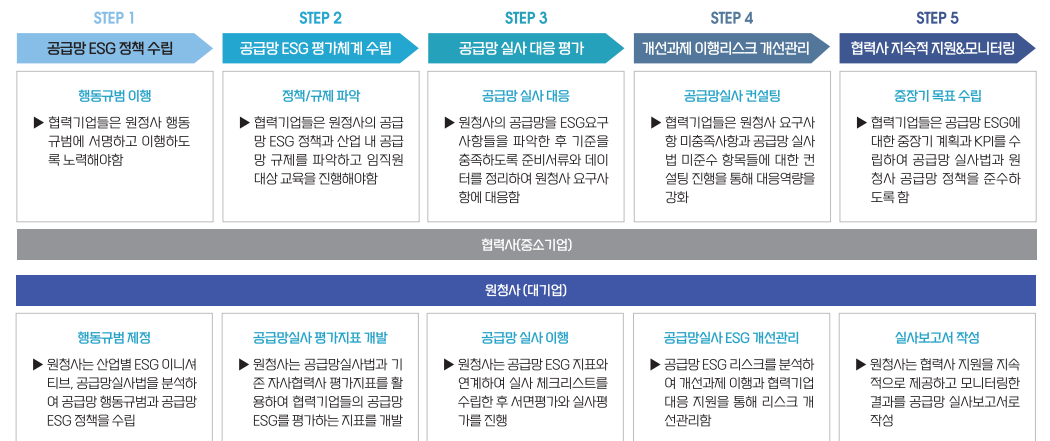 STEP 1
STEP 2
STEP 3
STEP 4
STEP 5
공급망 ESG 정책 수립
공급망 ESG 평가체계 수립
공급망 실사 대응 평가
개선과제 이행리스크 개선관리
협력사 지속적 지원&모니터링
행동규범 이행
▶ 협력기업들은 원청사 행동
규범에 서명하고 이행하도
록 노력해야함
정책/규제 파악
▶ 협력기업들은 원청사의 공급
망 ESG 정책과 산업 내 공급
망 규제를 파악하고 임직원
대상 교육을 진행해야함
공급망 실사 대응
▶ 원청사의 공급망을 ESG요구
사항들을 파악한 후 기준을
충족하도록 준비서류와 데이
터를 정리하여 원청사 요구사
항에 대응함
공급망실사 컨설팅
▶ 협력기업들은 원청사 요구사
항 미충족사항과 공급망 실사
법 미준수 항목들에 대한 컨
설팅 진행을 통해 대응역량을
강화
중장기 목표 수립
▶ 협력기업들은 공급망 ESG에
대한 중장기 계획과 KPI를 수
립하여 공급망 실사법과 원
청사 공급망 정책을 준수하
도록 함
협력사(중소기업)
원청사 (대기업)
행동규범 제정
▶ 원청사는 산업별 ESG 이니셔
티브, 공급망실사법을 분석하
여 공급망 행동규범과 공급망
ESG 정책을 수립
공급망실사 평가지표 개발
▶ 원청사는 공급망실사법과 기
존 자사협력사 평가지표를 활
용하여 협력기업들의 공급망
ESG를 평가하는 지표를 개발
공급망 실사 이행
▶ 원청사는 공급망 ESG 지표와
연계하여 실사 체크리스트를
수립한 후 서면평가와 실사평
가를 진행
공급망실사 ESG 개선관리
▶ 공급망 ESG 리스크를 분석하
여 개선과제 이행과 협력기업
대응 지원을 통해 리스크 개
선관리함
실사보고서 작성
▶ 원청사는 협력사 지원을 지속
적으로 제공하고 모니터링한
결과를 공급망 실사보고서로
작성